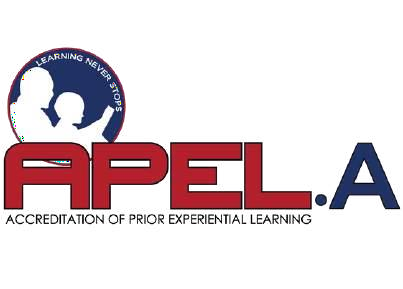 LEARNING NEVER STOPS
APEL.A
ACCREDITATION OF PRIOR EXPERIENTIAL LEARNING